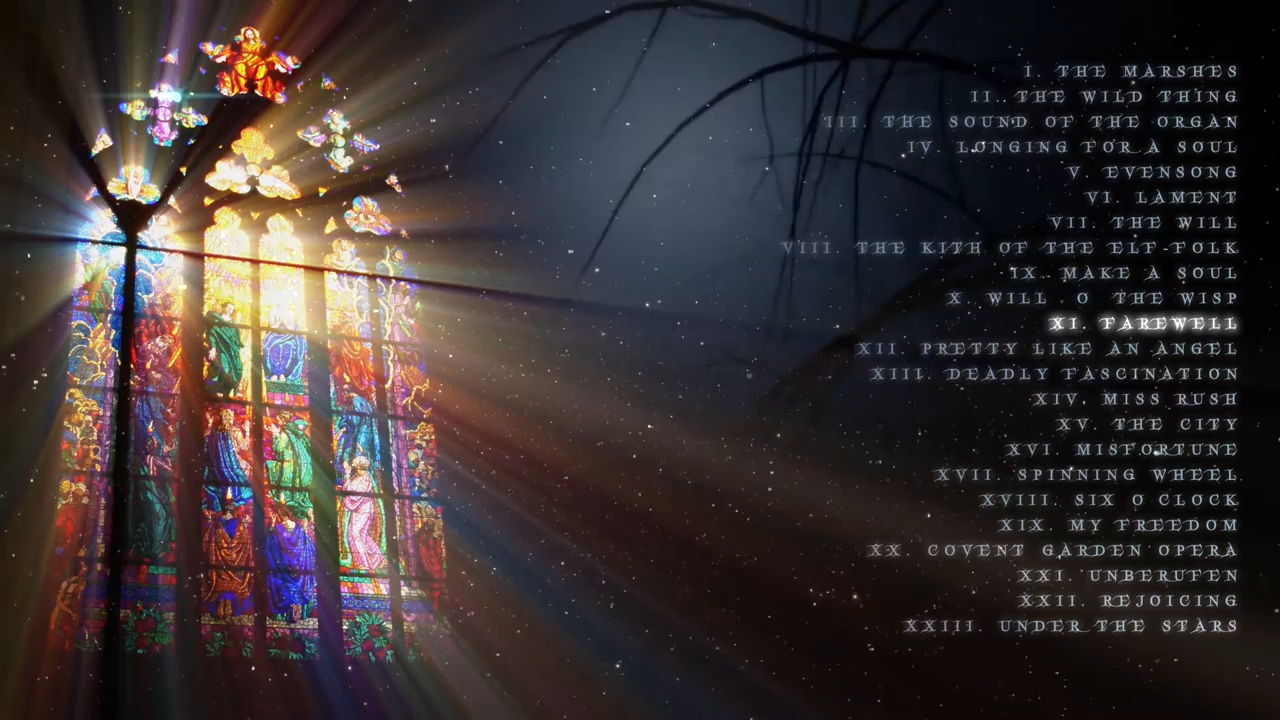 I. THE MARSHES
II. THE WILD THING
III. THE SOUND OF THE ORGAN
IV. LONGING FOR A SOUL
V. EVENSONG
VI. LAMENT
VII. THE WILL
VIII. THE KITH OF THE ELF-FOLK
IX. MAKE A SOUL
X. WILL O THE WISP
XI. FAREWELL
XII. PRETTY LIKE AN ANGEL
XIII. DEADLY FASCINATION
XIV. MISS RUSH
XV. THE CITY
XVI. MISFORTUNE
XVII. SPINNING WHEEL
XVIII. SIX O CLOCK
XIX. MY FREEDOM
XX. COVENT GARDEN OPERA
XXI. UNBERUFEN
XXII. REJOICING
XXIII. UNDER THE STARS